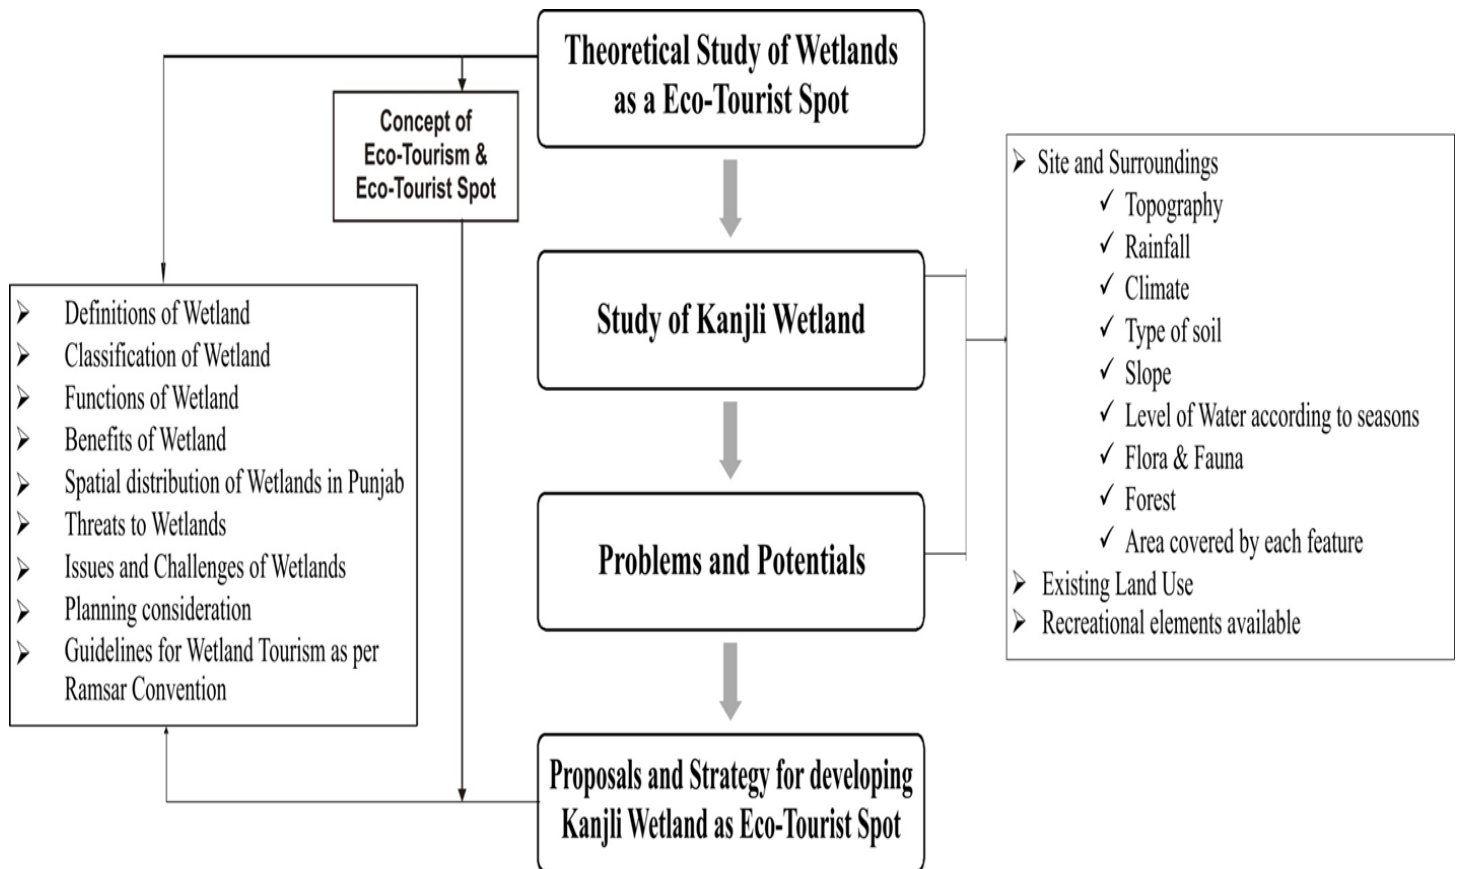 Theoretical Study of Wetlands
as a Eco-Tourist Spot
Concept of
Eco-Tourism &
Eco-Tourist Spot
Definitions of Wetland
Classification of Wetland
Functions of Wetland
Benefits of Wetland
Spatial distribution of Wetlands in Punjab
Threats to Wetlands
Issues and Challenges of Wetlands
Planning consideration
Guidelines for Wetland Tourism as per
Ramsar Convention
Study of Kanjli Wetland
Problems and Potentials
Proposals and Strategy for developing
Kanjli Wetland as Eco-Tourist Spot
Site and Surroundings
Topography
Rainfall
Climate
Type of soil
Slope
Level of Water according to seasons
Flora & Fauna
Forest
Area covered by each feature
Existing Land Use
Recreational elements available